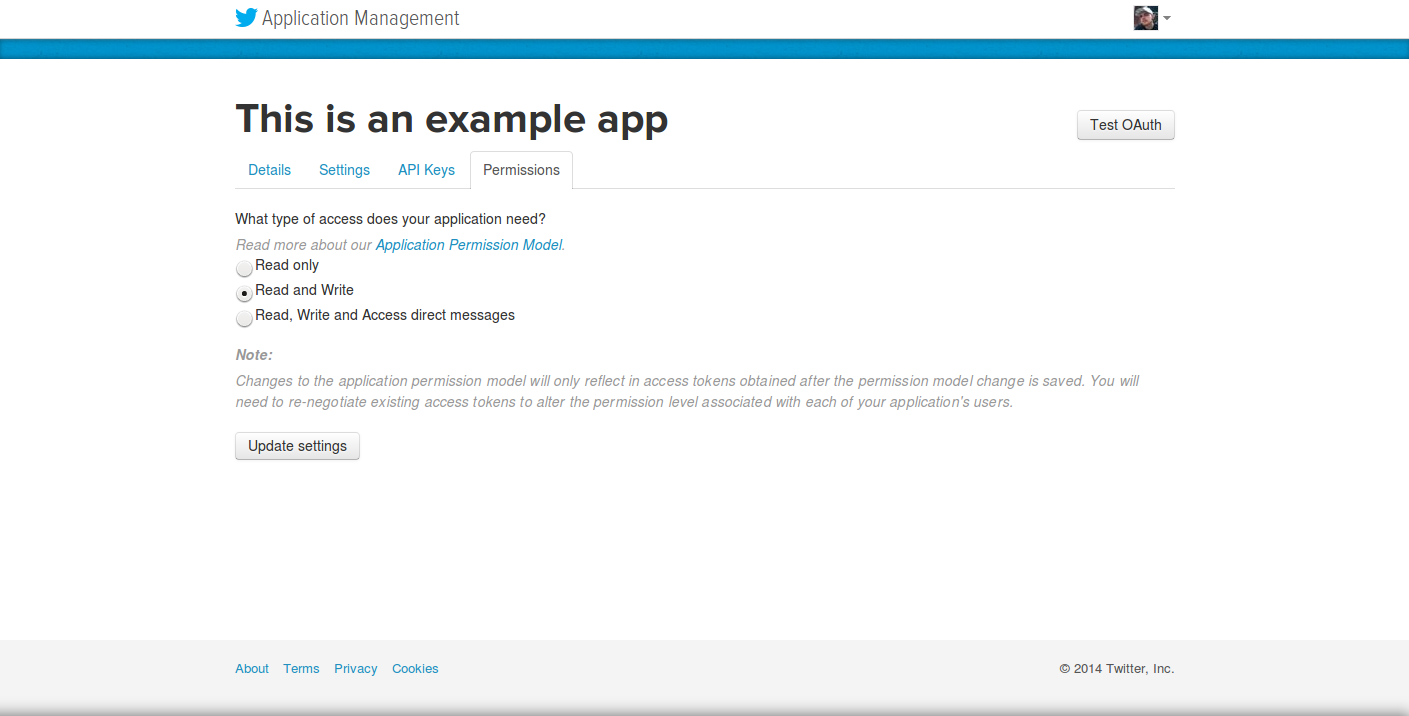 Application Management
This is an example app
Test OAuth
Details Settings API Keys Permissions
What type of access does your application need?
Read more about our Application Permission Model.
Read only
Read and Write
Read, Write and Access direct messages
Note:
Changes to the application permission model will only reflect in access tokens obtained after the permission model change is saved. You will
need to re-negotiate existing access tokens to alter the permission level associated with each of your application's users.
Update settings
About Terms Privacy Cookies
© 2014 Twitter, Inc.